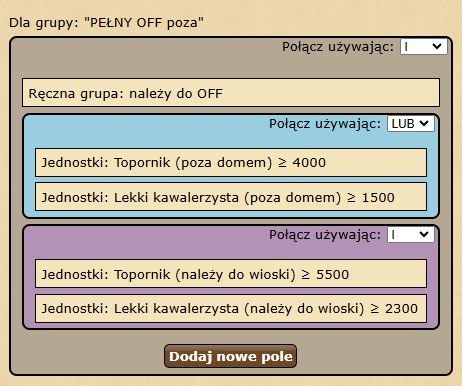 Dla grupy: "PEŁNY OFF poza"
Połącz używając: I
Ręczna grupa: należy do OFF
Połącz używając: LUB
Jednostki: Topornik (poza domem) ≥ 4000
Jednostki: Lekki kawalerzysta (poza domem) ≥ 1500
Połącz używając: I
Jednostki: Topornik (należy do wioski) ≥ 5500
Jednostki: Lekki kawalerzysta (należy do wioski) ≥ 2300
Dodaj nowe pole